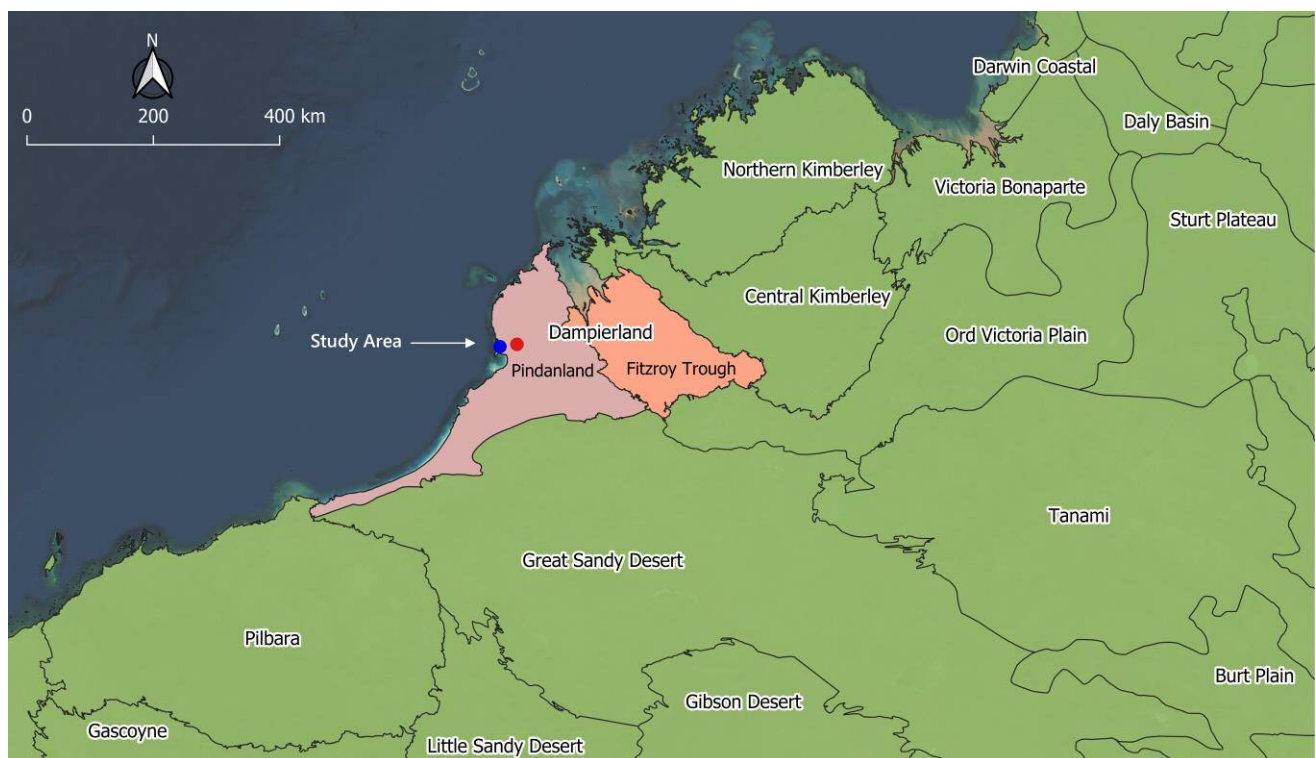 N
0 200 400 km
Darwin Coastal
Daly Basin
Northern Kimberley
Victoria Bonaparte
Sturt Plateau
Central Kimberley
Study Area
Dampierland
Ord Victoria Plain
Pindanland
Fitzroy Trough
Tanami
Great Sandy Desert
Pilbara
Burt Plain
Gibson Desert
Gascoyne
Little Sandy Desert